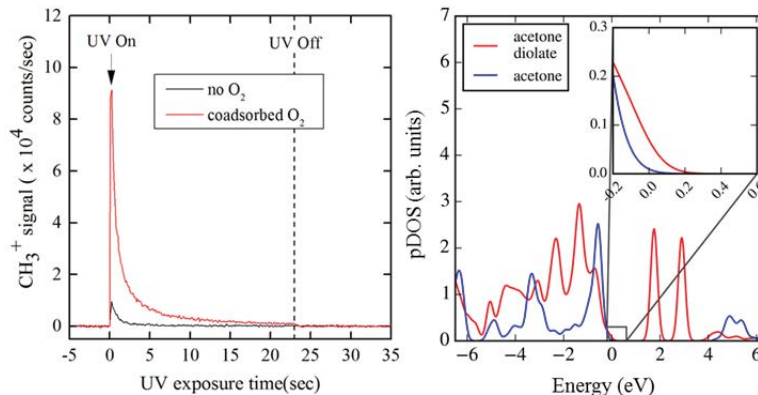 UV On
UV Off
no O₂
coadsorbed O₂
CH₃⁺ signal ( x 10⁴ counts/sec)
12
10
8
6
4
2
0
-5 0 5 10 15 20 25 30 35
UV exposure time(sec)
acetone
diolate
acetone
pDOS (arb. units)
7
6
5
4
3
2
1
0
−6 −4 −2 0 2 4 6
Energy (eV)
0.3
0.2
0.1
0.0
-0.2 0.0 0.2 0.4 0.6